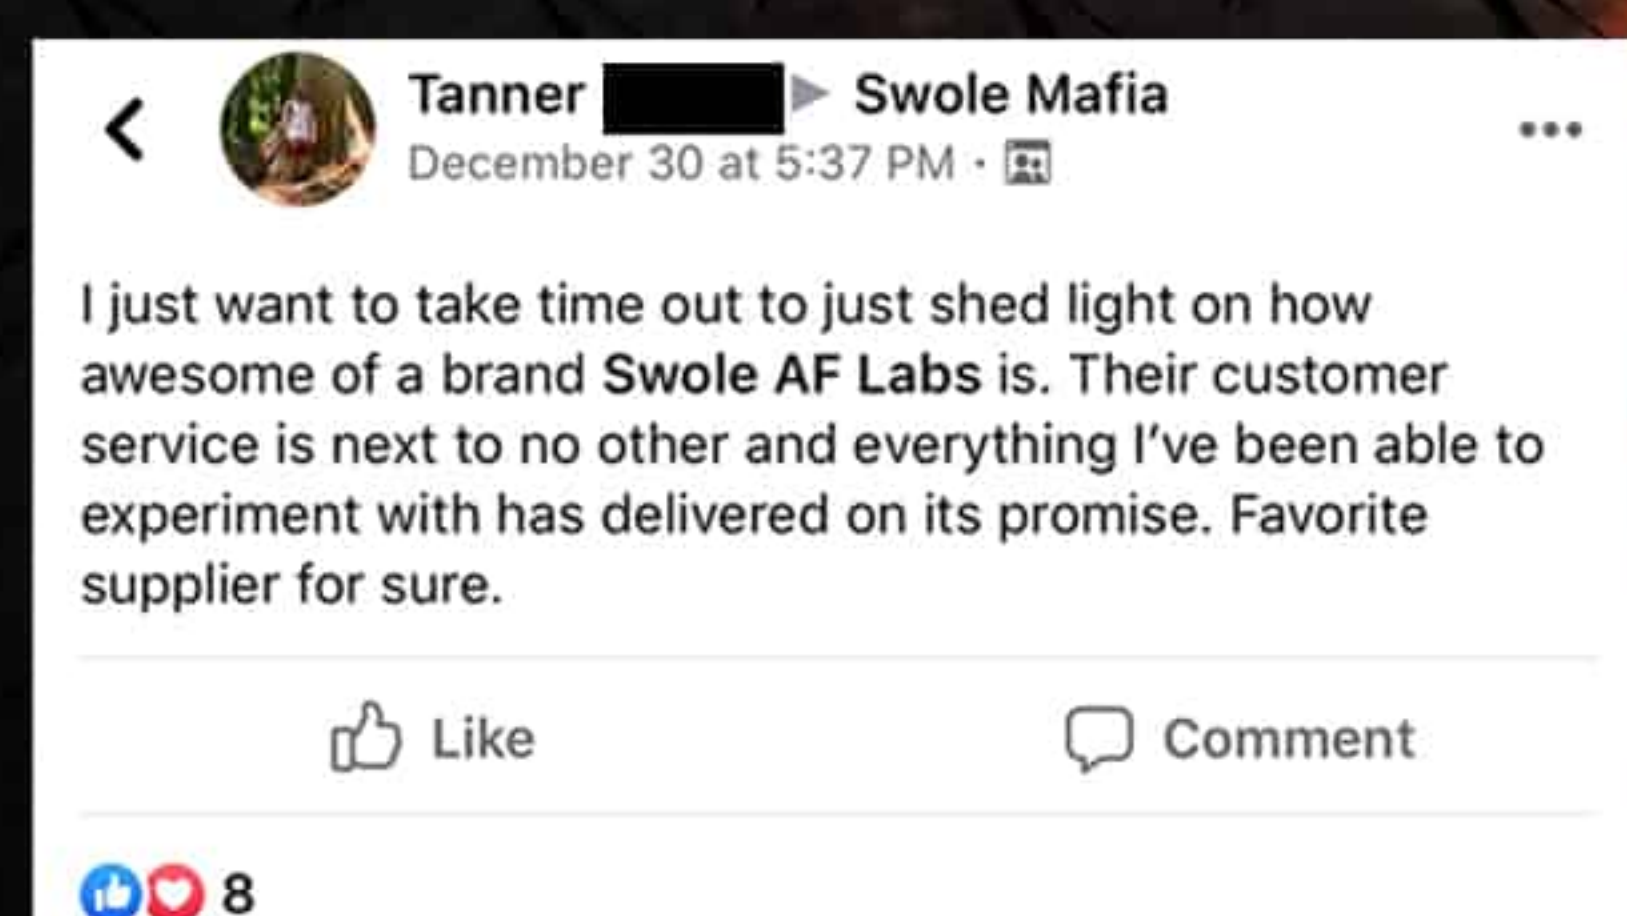 Tanner Swole Mafia
December 30 at 5:37 PM ·
I just want to take time out to just shed light on how
awesome of a brand Swole AF Labs is. Their customer
service is next to no other and everything I've been able to
experiment with has delivered on its promise. Favorite
supplier for sure.
Like Comment
8